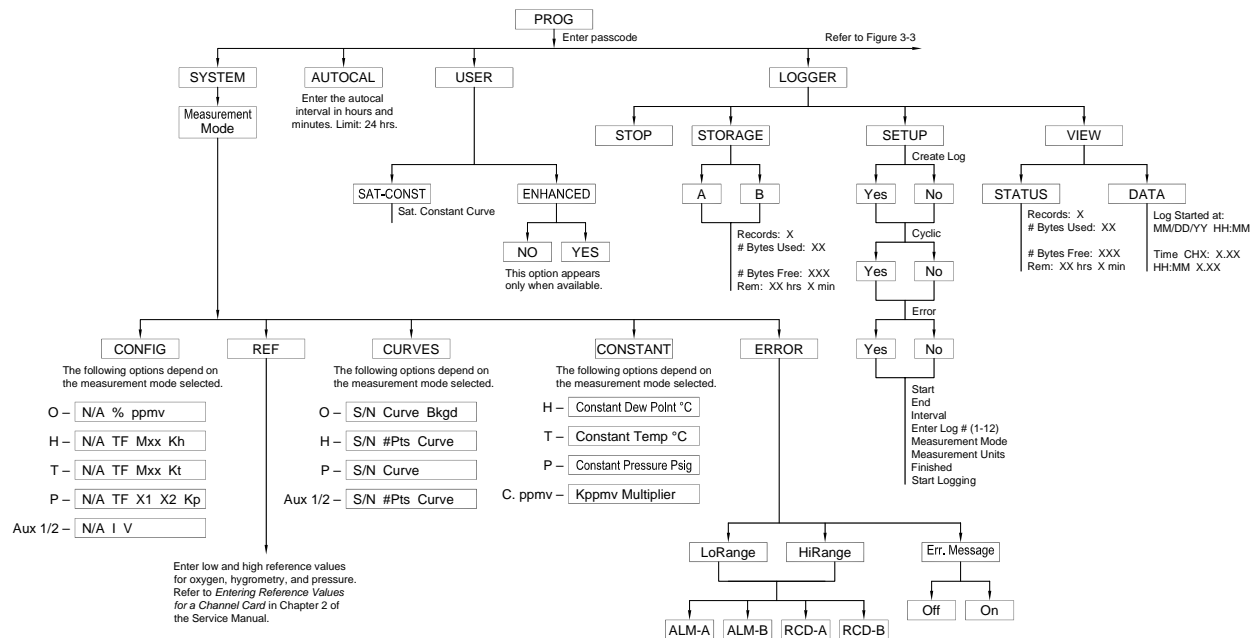 PROG
Enter passcode
Refer to Figure 3-3
SYSTEM
AUTOCAL
USER
LOGGER
Measurement
Mode
Enter the autocal
interval in hours and
minutes. Limit: 24 hrs.
STOP
STORAGE
SETUP
VIEW
Create Log
SAT-CONST
ENHANCED
A
B
Yes
No
STATUS
DATA
Sat. Constant Curve
Records: X
# Bytes Used: XX
# Bytes Free: XXX
Rem: XX hrs X min
Cyclic
Records: X
# Bytes Used: XX
# Bytes Free: XXX
Rem: XX hrs X min
Log Started at:
MM/DD/YY HH:MM
Time CHX: X.XX
HH:MM X.XX
NO
YES
This option appears
only when available.
Yes
No
Error
CONFIG
REF
CURVES
CONSTANT
ERROR
Yes
No
The following options depend on
the measurement mode selected.
The following options depend on
the measurement mode selected.
The following options depend on
the measurement mode selected.
Start
End
Interval
Enter Log # (1-12)
Measurement Mode
Measurement Units
Finished
Start Logging
O – N/A % ppmv
H – N/A TF Mxx Kh
T – N/A TF Mxx Kt
P – N/A TF X1 X2 Kp
Aux 1/2 – N/A I V
O – S/N Curve Bkgd
H – S/N #Pts Curve
P – S/N Curve
Aux 1/2 – S/N #Pts Curve
H – Constant Dew PoInt °C
T – Constant Temp °C
P – Constant Pressure Psig
C. ppmv – Kppmv Multiplier
Enter low and high reference values
for oxygen, hygrometry, and pressure.
Refer to Entering Reference Values
for a Channel Card in Chapter 2 of
the Service Manual.
LoRange
HiRange
Err. Message
Off
On
ALM-A
ALM-B
RCD-A
RCD-B